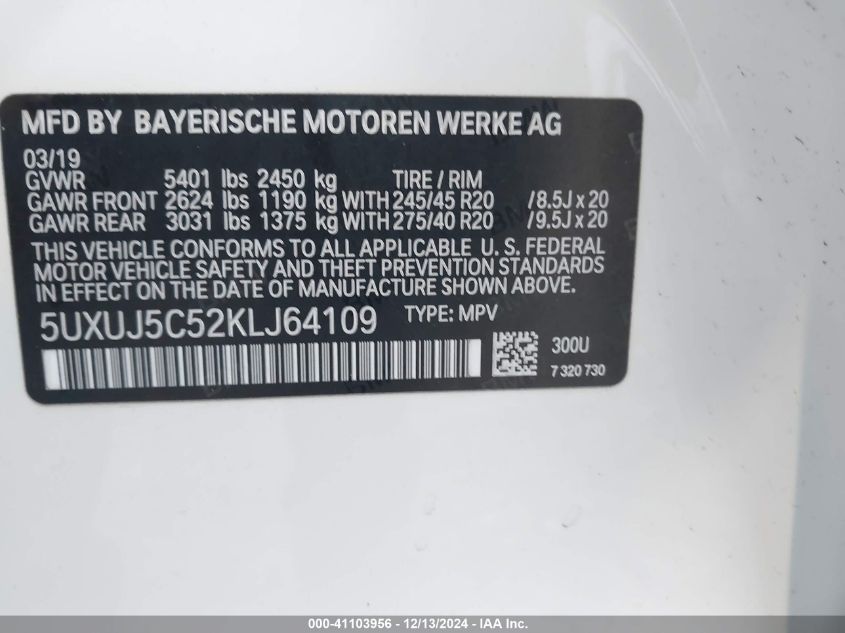 MFD BY BAYERISCHE MOTOREN WERKE AG
03/19
GVWR 5401 lbs 2450 kg TIRE / RIM
GAWR FRONT 2624 lbs 1190 kg WITH 245/45 R20 /8.5J x 20
GAWR REAR 3031 lbs 1375 kg WITH 275/40 R20 /9.5J x 20
THIS VEHICLE CONFORMS TO ALL APPLICABLE U. S. FEDERAL
MOTOR VEHICLE SAFETY AND THEFT PREVENTION STANDARDS
IN EFFECT ON THE DATE OF MANUFACTURE SHOWN ABOVE.
5UXUJ5C52KLJ64109 TYPE: MPV
300U
7 320 730
000-41103956 - 12/13/2024 - IAA Inc.